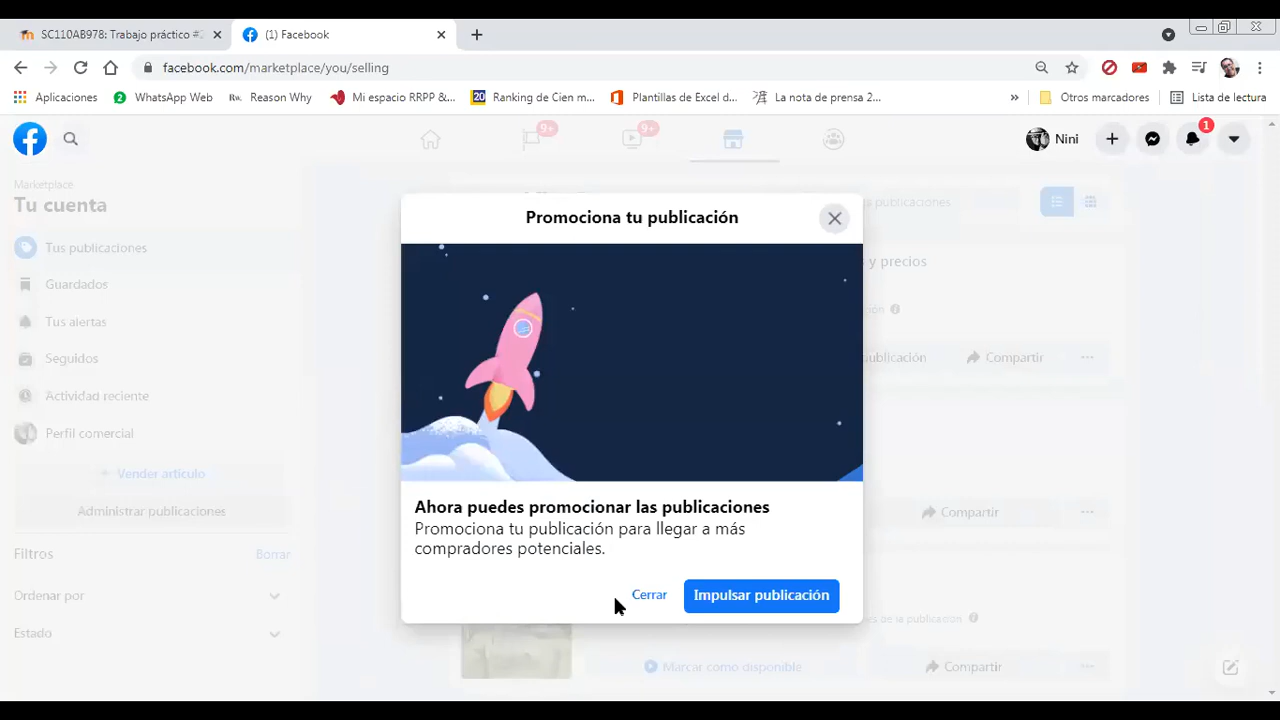 SC110AB978: Trabajo práctico #
(1) Facebook
facebook.com/marketplace/you/selling
Aplicaciones
2 WhatsApp Web
Rw. Reason Why
Mi espacio RRPP &...
20 Ranking de Cien m...
Plantillas de Excel d...
La nota de prensa 2...
»
Otros marcadores
Lista de lectura
9+
9+
Nini
1
Marketplace
Tu cuenta
Tus publicaciones
Guardados
Tus alertas
Seguidos
Actividad reciente
Perfil comercial
+ Vender artículo
Administrar publicaciones
Filtros
Borrar
Ordenar por
Estado
publicaciones
y precios
Compartir
Compartir
Marcar como disponible
Compartir
Promociona tu publicación
Ahora puedes promocionar las publicaciones
Promociona tu publicación para llegar a más
compradores potenciales.
Cerrar
Impulsar publicación